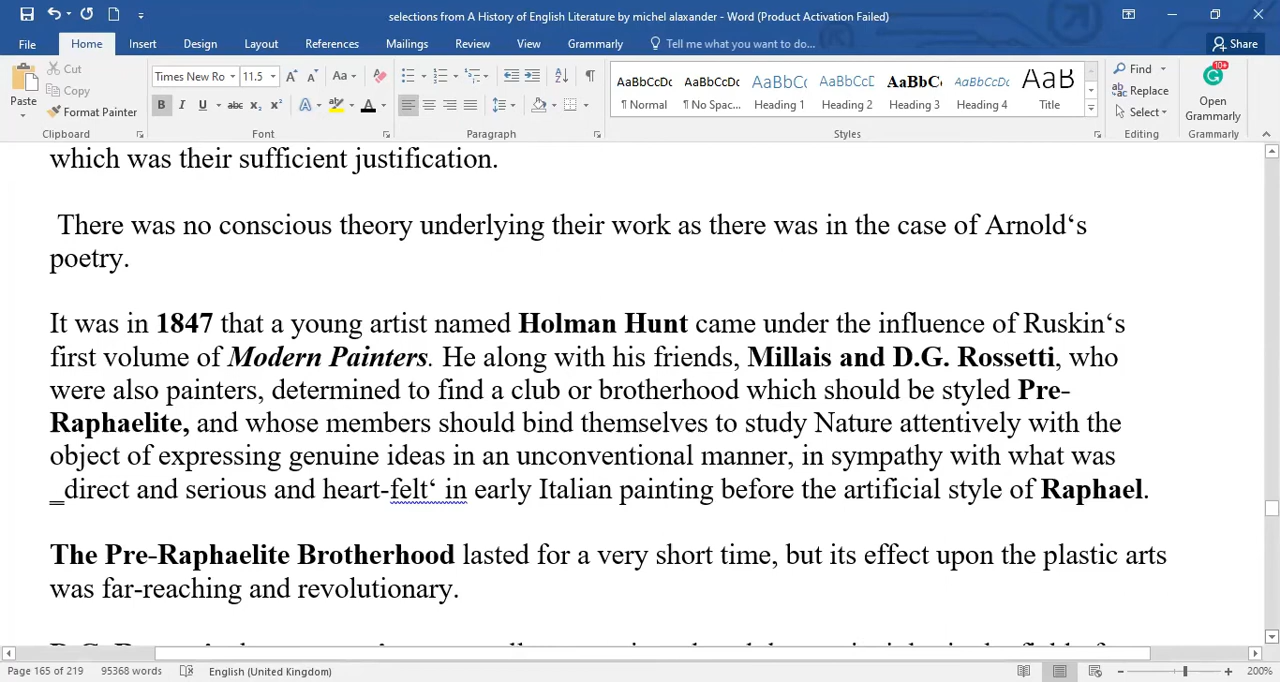 selections from A History of English Literature by michel alaxander - Word (Product Activation Failed)
File Home Insert Design Layout References Mailings Review View Grammarly Tell me what you want to do... Share
Paste Cut Copy Format Painter
Clipboard
Times New Ro 11.5 Aa
B I U abc x₂ x² A A
Font
Paragraph
AaBbCcDc AaBbCcDc AaBbCc AaBbCcD AaBbC AaBbCcDc AaB
¶ Normal ¶ No Spac... Heading 1 Heading 2 Heading 3 Heading 4 Title
Styles
Find Replace Select
Editing
10+
Open Grammarly
Grammarly
which was their sufficient justification.
There was no conscious theory underlying their work as there was in the case of Arnold‘s
poetry.
It was in 1847 that a young artist named Holman Hunt came under the influence of Ruskin‘s
first volume of Modern Painters. He along with his friends, Millais and D.G. Rossetti, who
were also painters, determined to find a club or brotherhood which should be styled Pre-
Raphaelite, and whose members should bind themselves to study Nature attentively with the
object of expressing genuine ideas in an unconventional manner, in sympathy with what was
‗direct and serious and heart-felt‘ in early Italian painting before the artificial style of Raphael.
The Pre-Raphaelite Brotherhood lasted for a very short time, but its effect upon the plastic arts
was far-reaching and revolutionary.
Page 165 of 219 95368 words English (United Kingdom) 200%